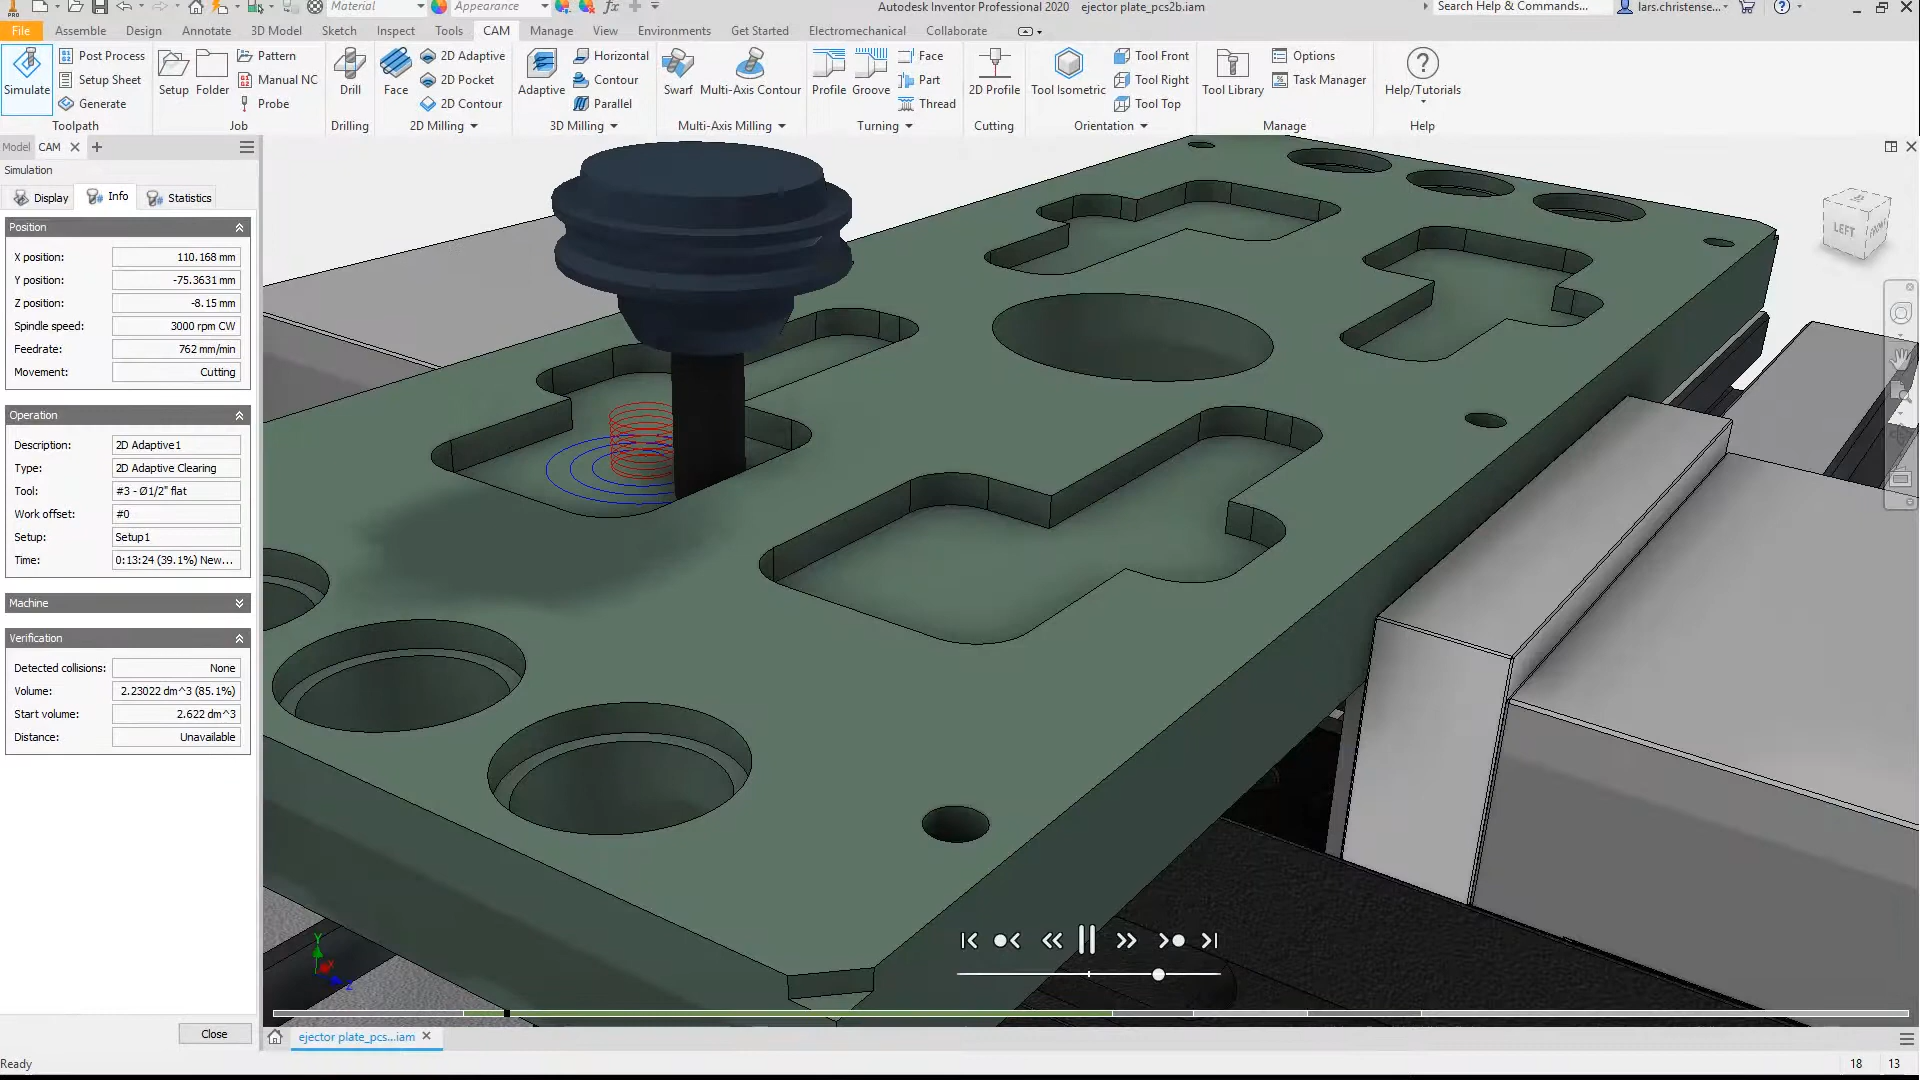 PRO
Material
Appearance
Autodesk Inventor Professional 2020 ejector plate_pcs2b.iam
Search Help & Commands...
lars.christense...
File
Assemble
Design
Annotate
3D Model
Sketch
Inspect
Tools
CAM
Manage
View
Environments
Get Started
Electromechanical
Collaborate
Simulate
Post Process
Setup Sheet
Generate
Toolpath
Setup
Folder
Pattern
Manual NC
Probe
Job
Drill
Drilling
Face
2D Adaptive
2D Pocket
2D Contour
2D Milling
Adaptive
Horizontal
Contour
Parallel
3D Milling
Swarf
Multi-Axis Contour
Multi-Axis Milling
Profile
Groove
Face
Part
Thread
Turning
2D Profile
Cutting
Tool Isometric
Tool Front
Tool Right
Tool Top
Orientation
Tool Library
Options
Task Manager
Manage
Help/Tutorials
Help
Model
CAM
Simulation
Display
Info
Statistics
Position
X position: 110.168 mm
Y position: -75.3631 mm
Z position: -8.15 mm
Spindle speed: 3000 rpm CW
Feedrate: 762 mm/min
Movement: Cutting
Operation
Description: 2D Adaptive1
Type: 2D Adaptive Clearing
Tool: #3 - Ø1/2" flat
Work offset: #0
Setup: Setup1
Time: 0:13:24 (39.1%) New...
Machine
Verification
Detected collisions: None
Volume: 2.23022 dm^3 (85.1%)
Start volume: 2.622 dm^3
Distance: Unavailable
Close
LEFT
FRONT
Y
X
Z
ejector plate_pcs...iam
Ready
18
13